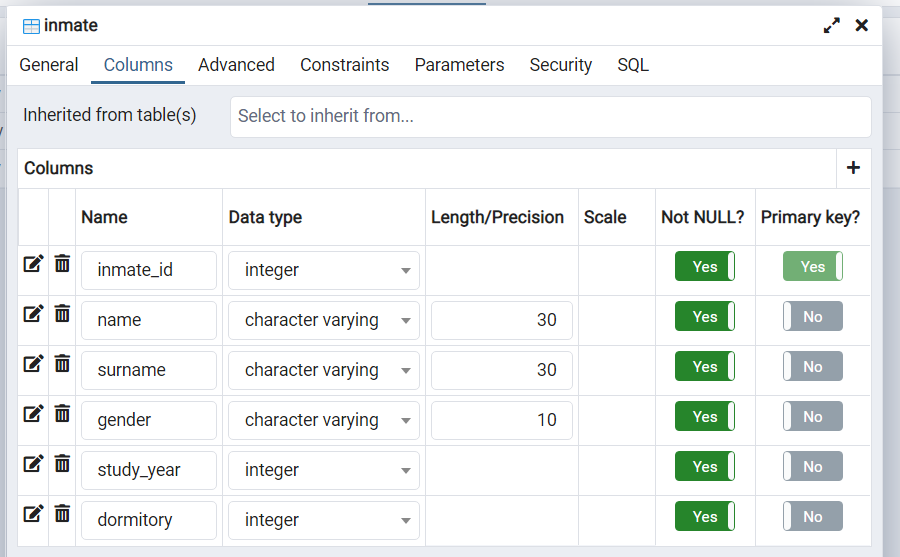 inmate
General Columns Advanced Constraints Parameters Security SQL
Inherited from table(s) Select to inherit from...
Columns
Name Data type Length/Precision Scale Not NULL? Primary key?
inmate_id integer Yes Yes
name character varying 30 Yes No
surname character varying 30 Yes No
gender character varying 10 Yes No
study_year integer Yes No
dormitory integer Yes No